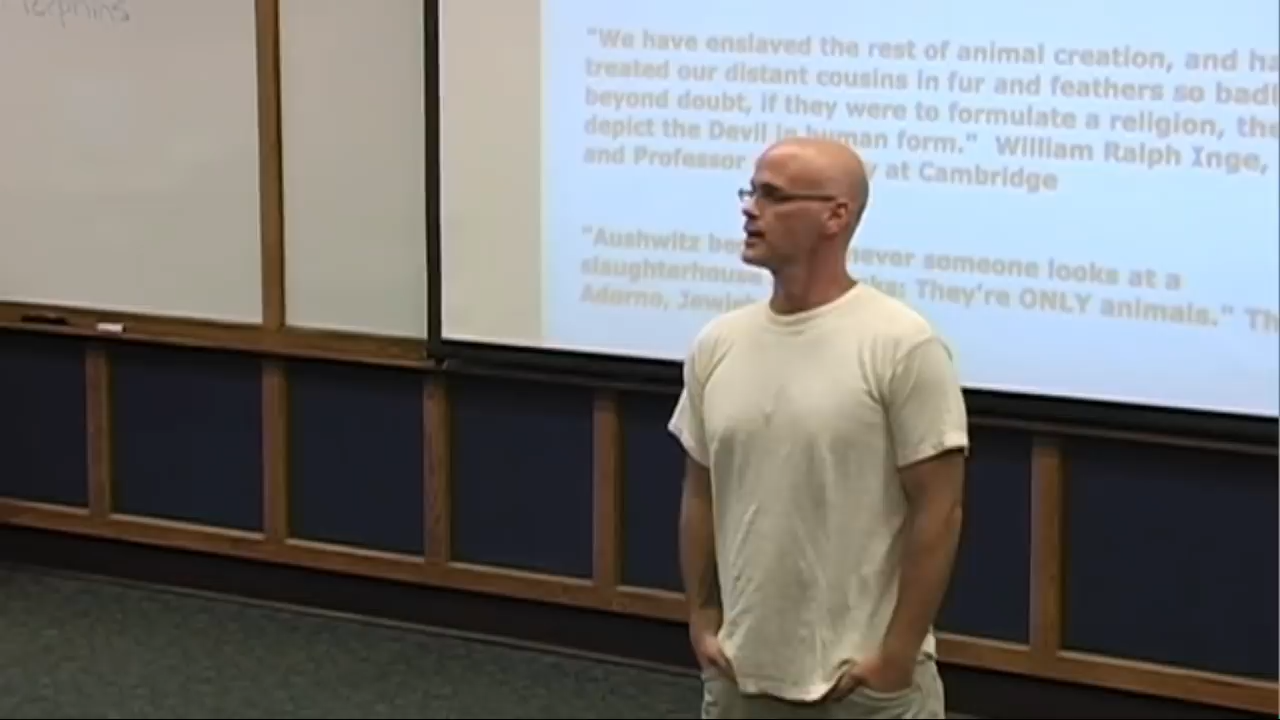 "We have enslaved the rest of animal creation, and ha
treated our distant cousins in fur and feathers so badl
beyond doubt, if they were to formulate a religion, the
depict the Devil in human form." William Ralph Inge,
and Professor at Cambridge
"Aushwitz be never someone looks at a
slaughterhouse ks: They're ONLY animals." Th
Adorno, Jewish